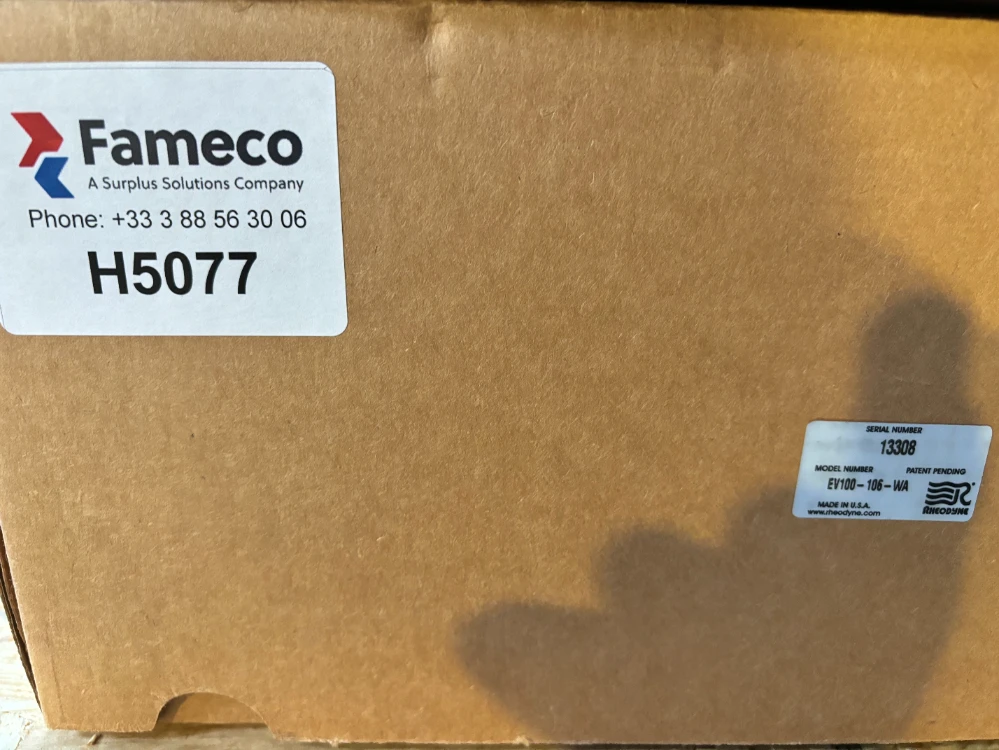 Fameco
A Surplus Solutions Company
Phone: +33 3 88 56 30 06
H5077
SERIAL NUMBER
13308
MODEL NUMBER PATENT PENDING
EV100-106-WA
MADE IN U.S.A.
www.rheodyne.com
RHEODYNE